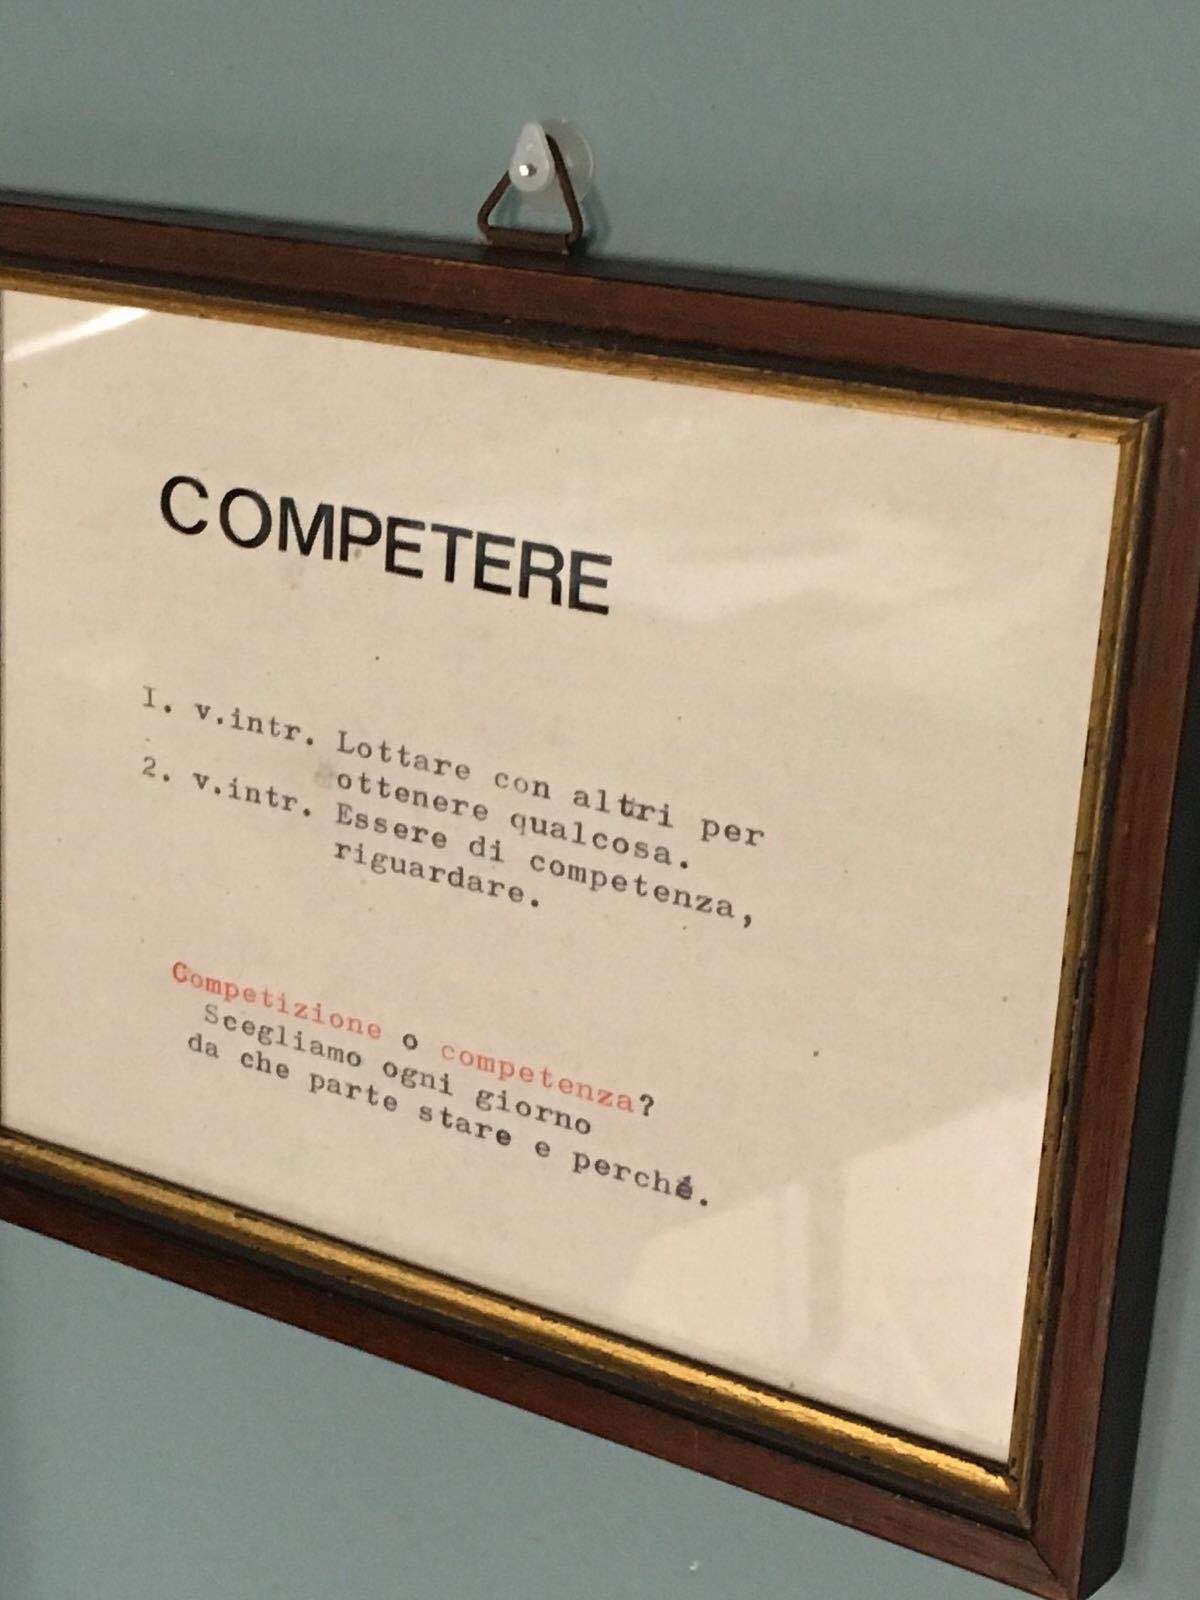 COMPETERE
I. v.intr. Lottare con altri per
ottenere qualcosa.
2. v.intr. Essere di competenza,
riguardare.
Competizione o competenza?
Scegliamo ogni giorno
da che parte stare e perché.